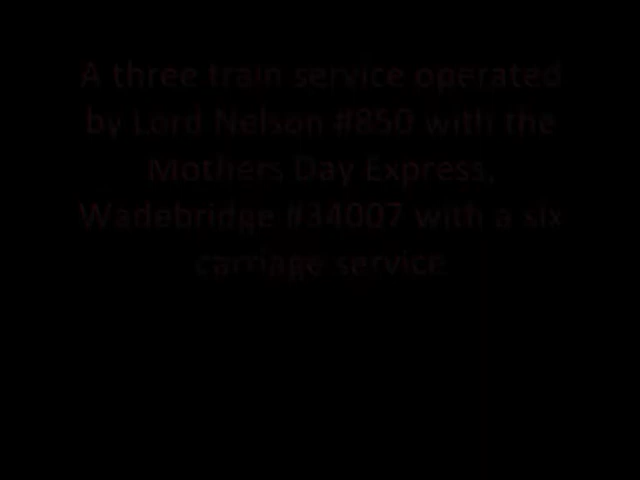 A three train service operated
by Lord Nelson #850 with the
Mothers Day Express,
Wadebridge #34007 with a six
carriage service